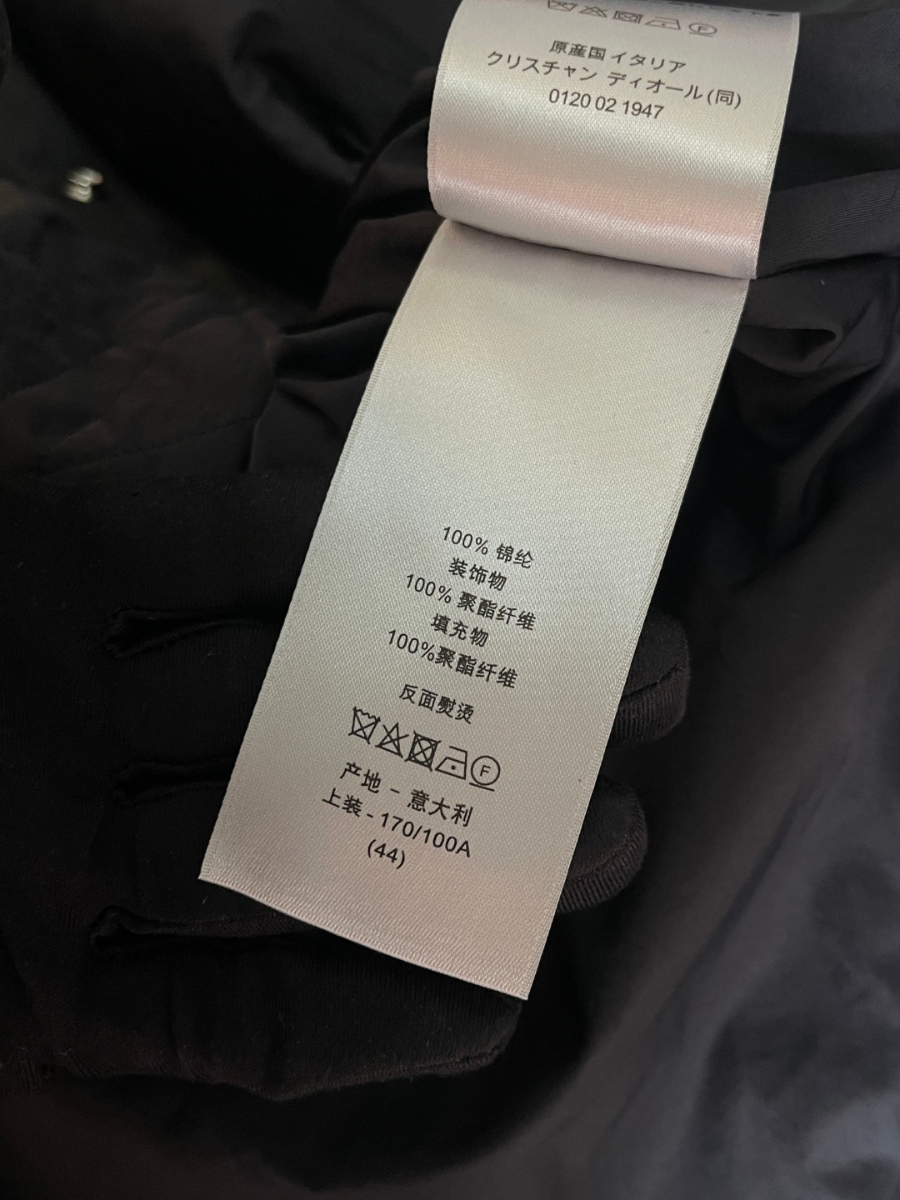 原産国 イタリア
クリスチャン ディオール (同)
0120 02 1947
100% 锦纶
装饰物
100% 聚酯纤维
填充物
100%聚酯纤维
反面熨烫
F
产地 - 意大利
上装 - 170/100A
(44)